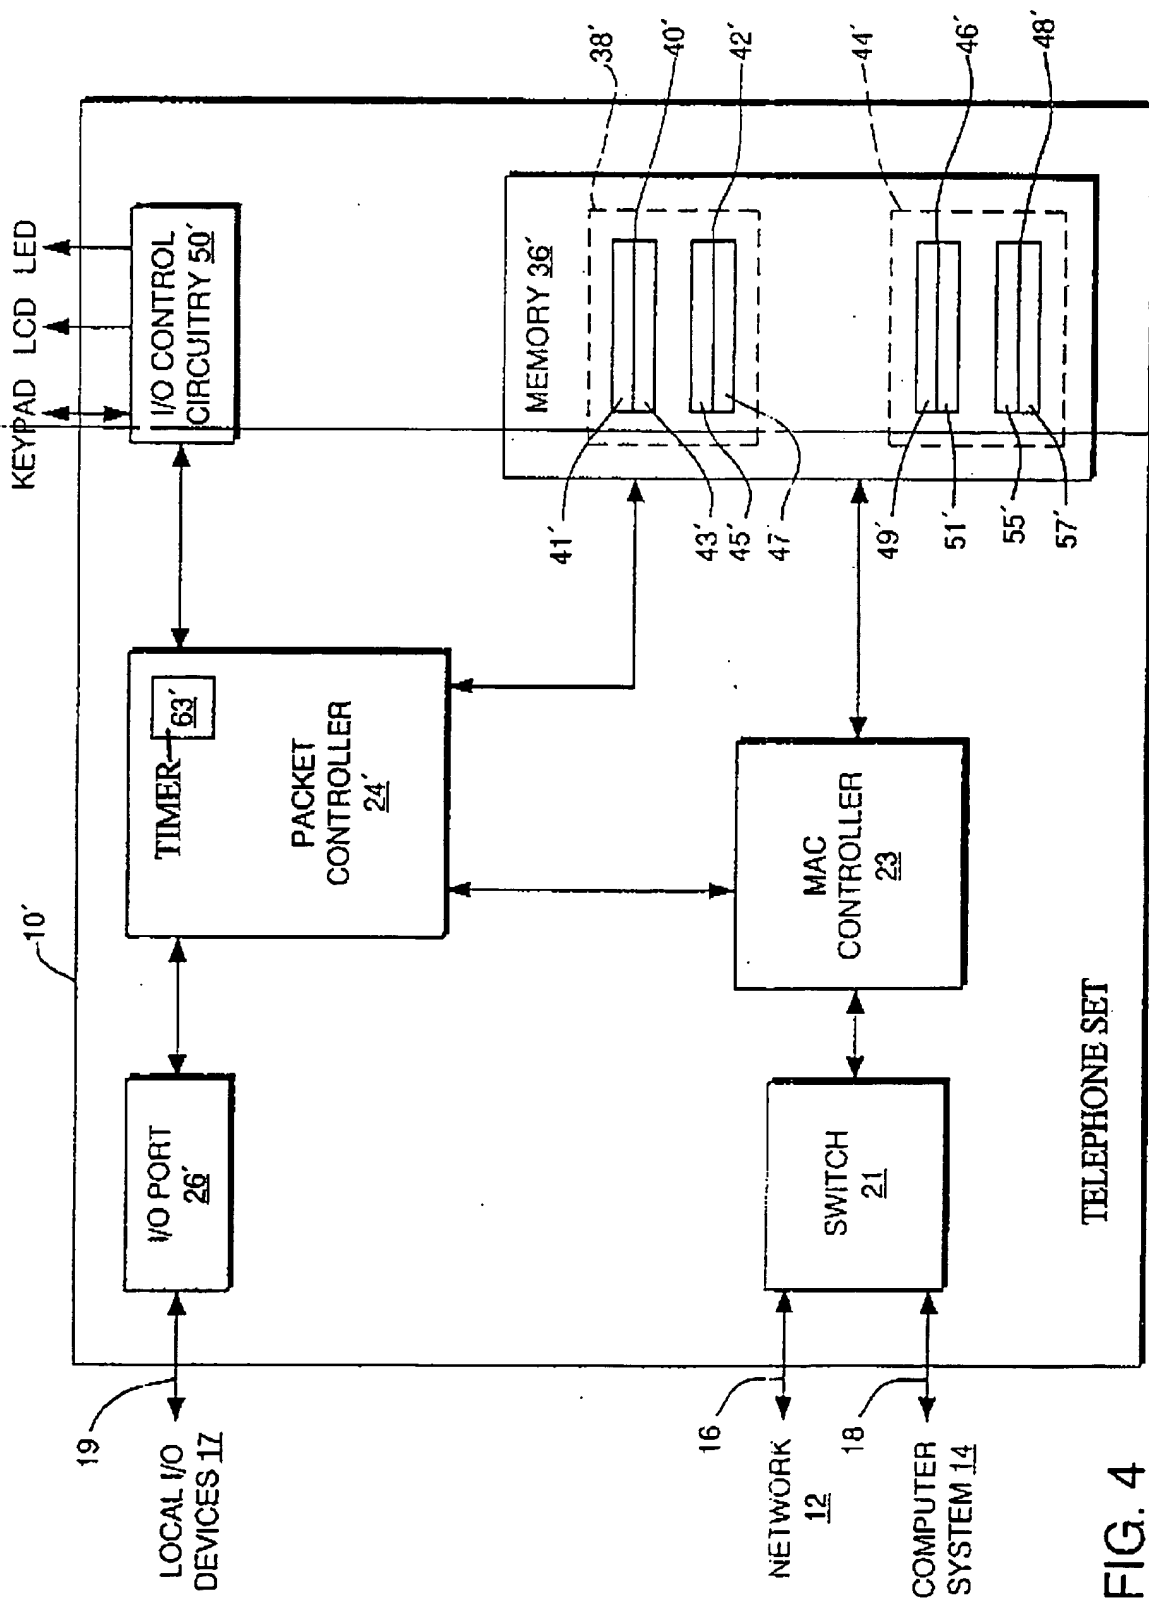 10´
KEYPAD LCD LED
I/O CONTROL
CIRCUITRY 50´
LOCAL I/O
DEVICES 17
19
I/O PORT
26´
TIMER
63´
PACKET
CONTROLLER
24´
MEMORY 36´
38´
40´
42´
44´
46´
48´
41´
43´
45´
47
49´
51´
55´
57´
NETWORK
12
16
COMPUTER
SYSTEM 14
18
SWITCH
21
MAC
CONTROLLER
23
TELEPHONE SET
FIG. 4